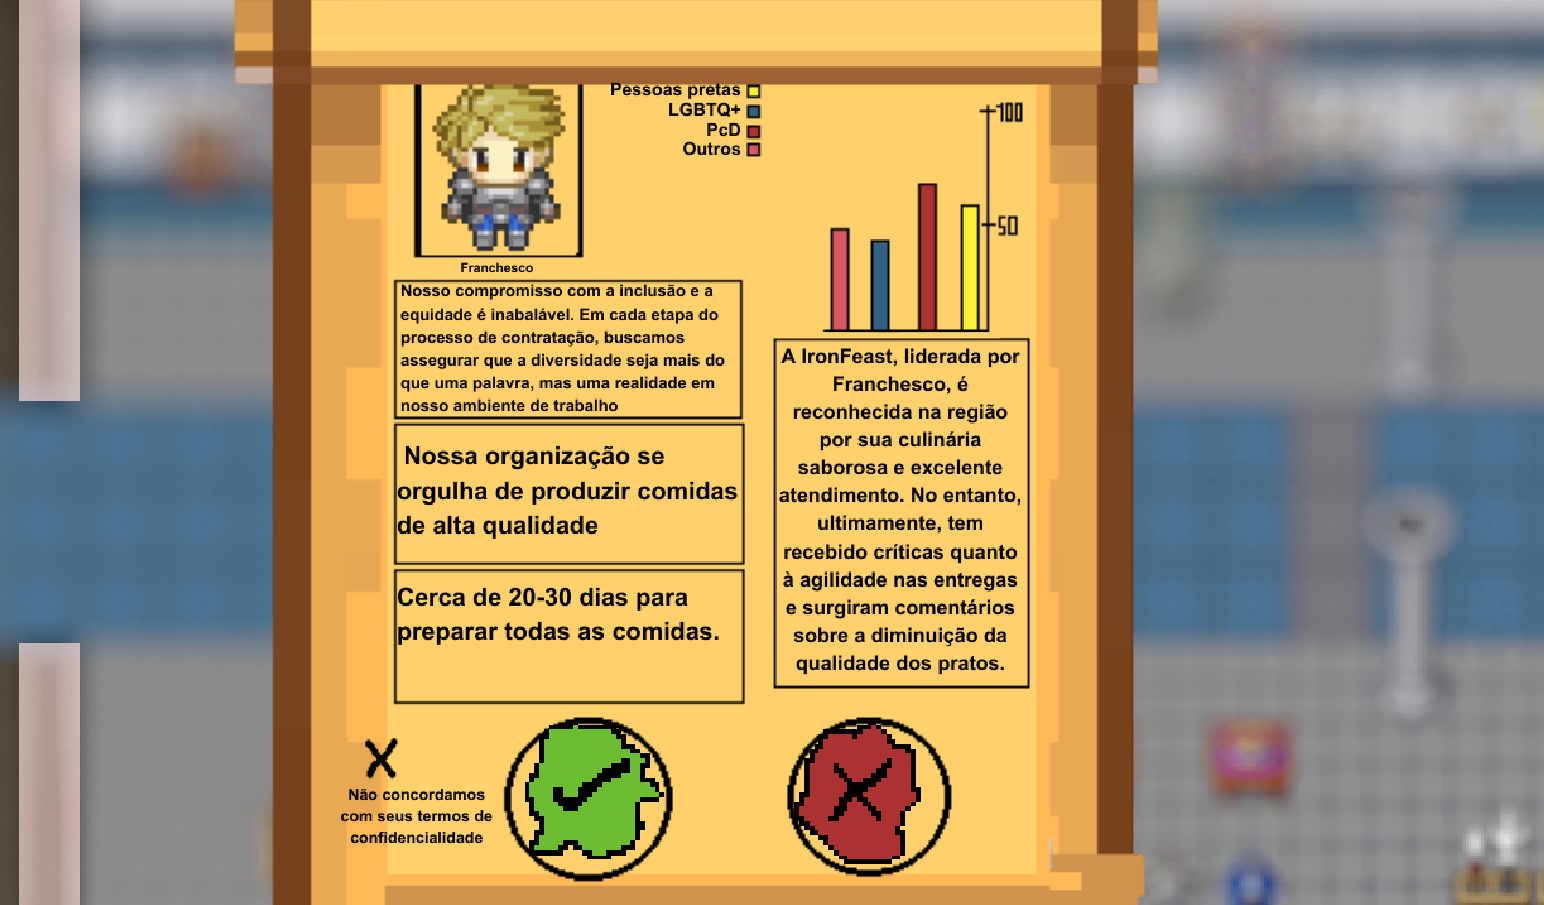 Pessoas pretas
LGBTQ+
PcD
Outros
100
50
Franchesco
Nosso compromisso com a inclusão e a
equidade é inabalável. Em cada etapa do
processo de contratação, buscamos
assegurar que a diversidade seja mais do
que uma palavra, mas uma realidade em
nosso ambiente de trabalho
Nossa organização se
orgulha de produzir comidas
de alta qualidade
Cerca de 20-30 dias para
preparar todas as comidas.
A IronFeast, liderada por
Franchesco, é
reconhecida na região
por sua culinária
saborosa e excelente
atendimento. No entanto,
ultimamente, tem
recebido críticas quanto
à agilidade nas entregas
e surgiram comentários
sobre a diminuição da
qualidade dos pratos.
Não concordamos
com seus termos de
confidencialidade